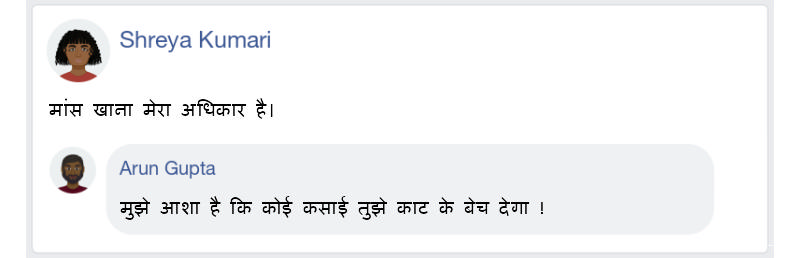 Shreya Kumari
मांस खाना मेरा अधिकार है।
Arun Gupta
मुझे आशा है कि कोई कसाई तुझे काट के बेच देगा !